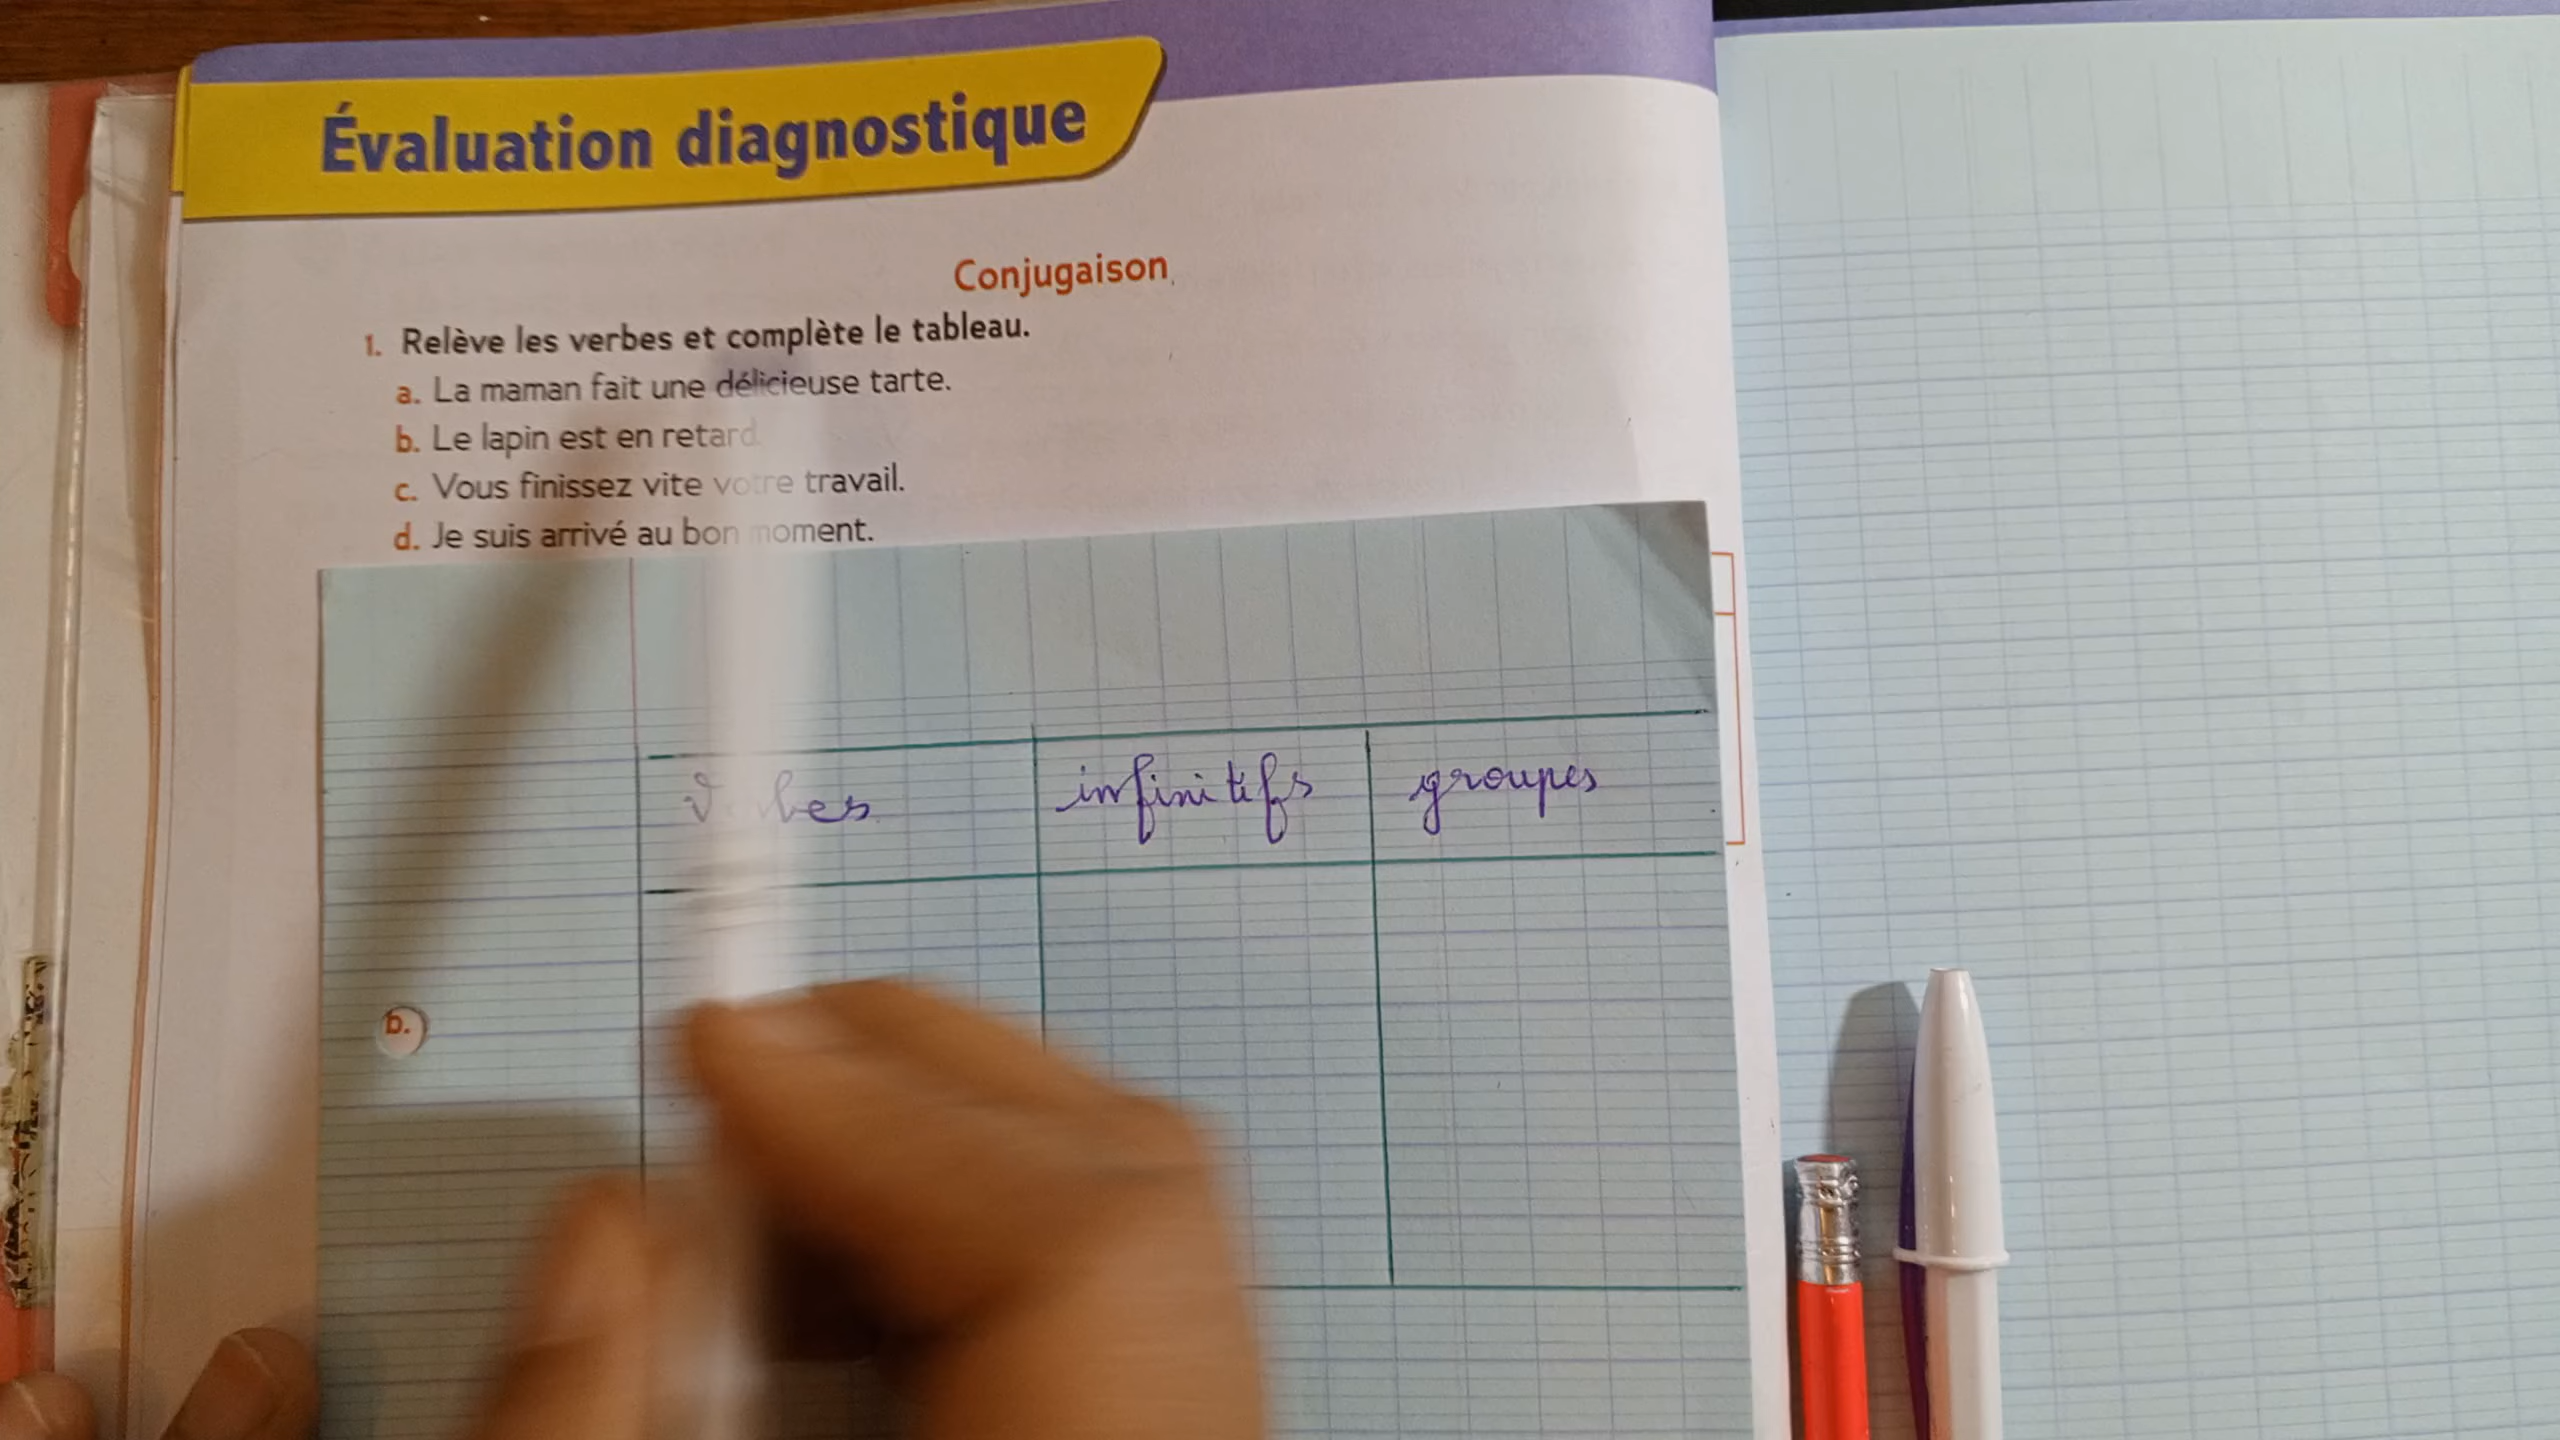 Évaluation diagnostique
Conjugaison
1. Relève les verbes et complète le tableau.
a. La maman fait une délicieuse tarte.
b. Le lapin est en retard
c. Vous finissez vite votre travail.
d. Je suis arrivé au bon moment.
verbes infinitifs groupes
b.